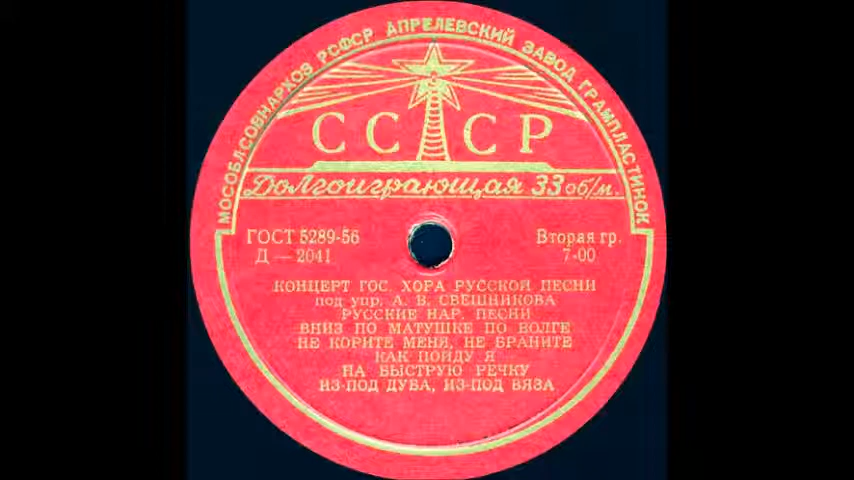 МОСОБЛСОВНАРХОЗ РСФСР АПРЕЛЕВСКИЙ ЗАВОД ГРАМПЛАСТИНОК
СССР
Долгоиграющая 33 об/м.
ГОСТ 5289-56
Вторая гр.
Д — 2041
7-00
КОНЦЕРТ ГОС. ХОРА РУССКОЙ ПЕСНИ
под упр. А. В. СВЕШНИКОВА
РУССКИЕ НАР. ПЕСНИ
ВНИЗ ПО МАТУШКЕ ПО ВОЛГЕ
НЕ КОРИТЕ МЕНЯ, НЕ БРАНИТЕ
КАК ПОЙДУ Я
НА БЫСТРУЮ РЕЧКУ
ИЗ-ПОД ДУБА, ИЗ-ПОД ВЯЗА